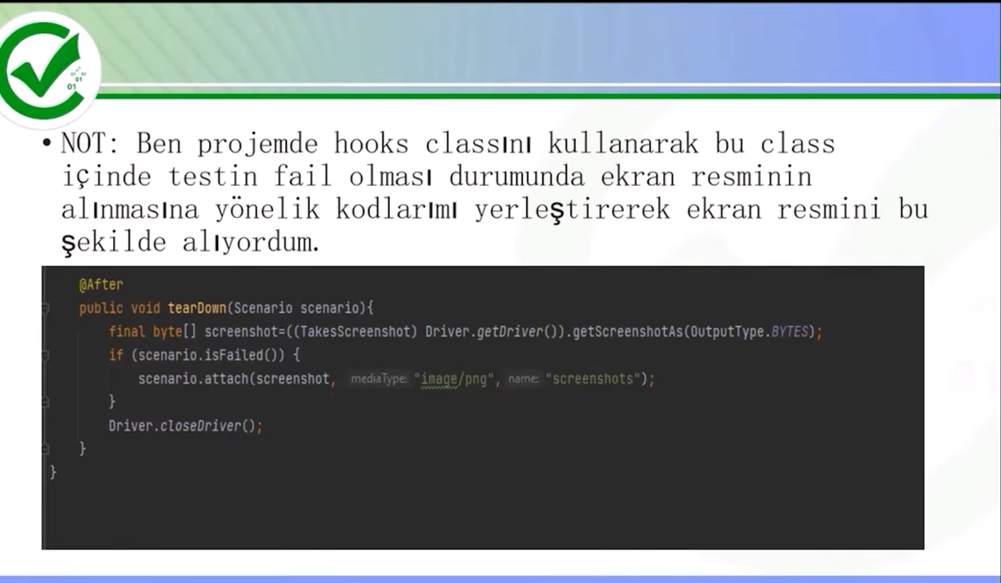 • NOT: Ben projemde hooks classını kullanarak bu class
içinde testin fail olması durumunda ekran resminin
alınmasına yönelik kodlarımı yerleştirerek ekran resmini bu
şekilde alıyordum.
@After
public void tearDown(Scenario scenario){
final byte[] screenshot=((TakesScreenshot) Driver.getDriver()).getScreenshotAs(OutputType.BYTES);
if (scenario.isFailed()) {
scenario.attach(screenshot, mediaType: "image/png", name: "screenshots");
}
Driver.closeDriver();
}
}